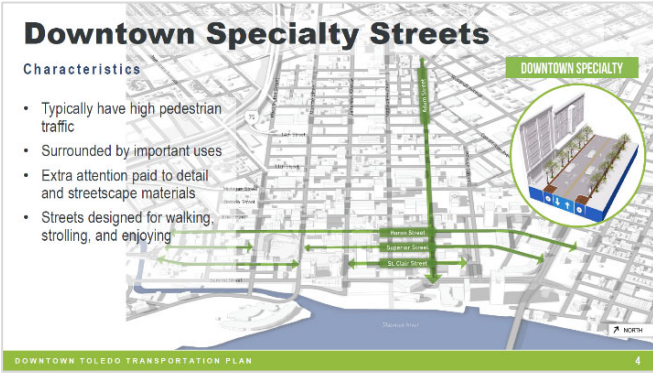 Downtown Specialty Streets
Characteristics
• Typically have high pedestrian
traffic
• Surrounded by important uses
• Extra attention paid to detail
and streetscape materials
• Streets designed for walking,
strolling, and enjoying
DOWNTOWN SPECIALTY
Adams Street
75
Huron Street
Superior Street
St. Clair Street
Maumee River
NORTH
DOWNTOWN TOLEDO TRANSPORTATION PLAN
4